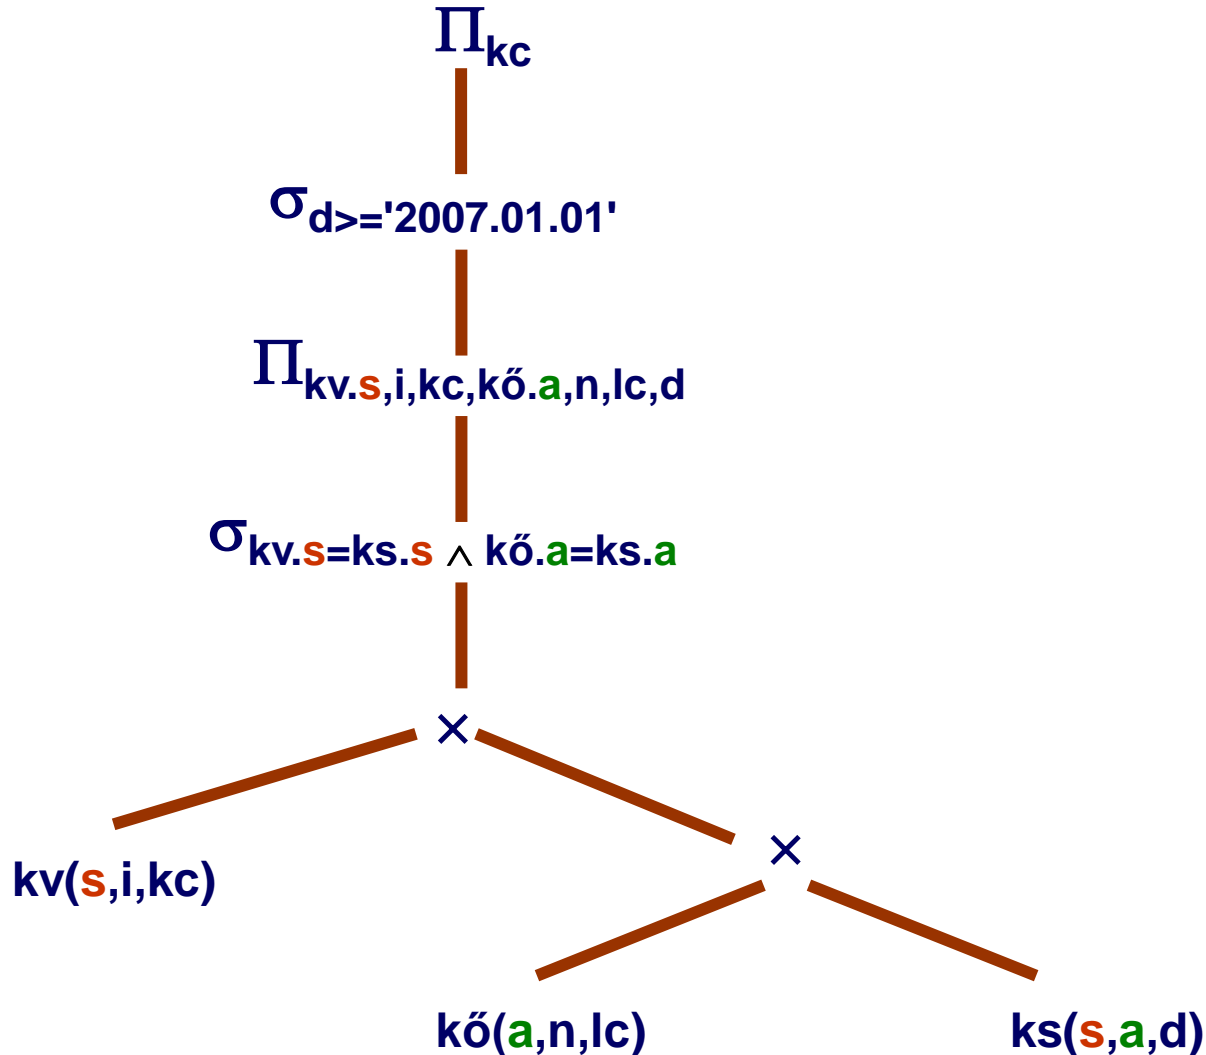 Πkc
σd>='2007.01.01'
Πkv.s,i,kc,kő.a,n,lc,d
σkv.s=ks.s ∧ kő.a=ks.a
×
×
kv(s,i,kc)
kő(a,n,lc)
ks(s,a,d)